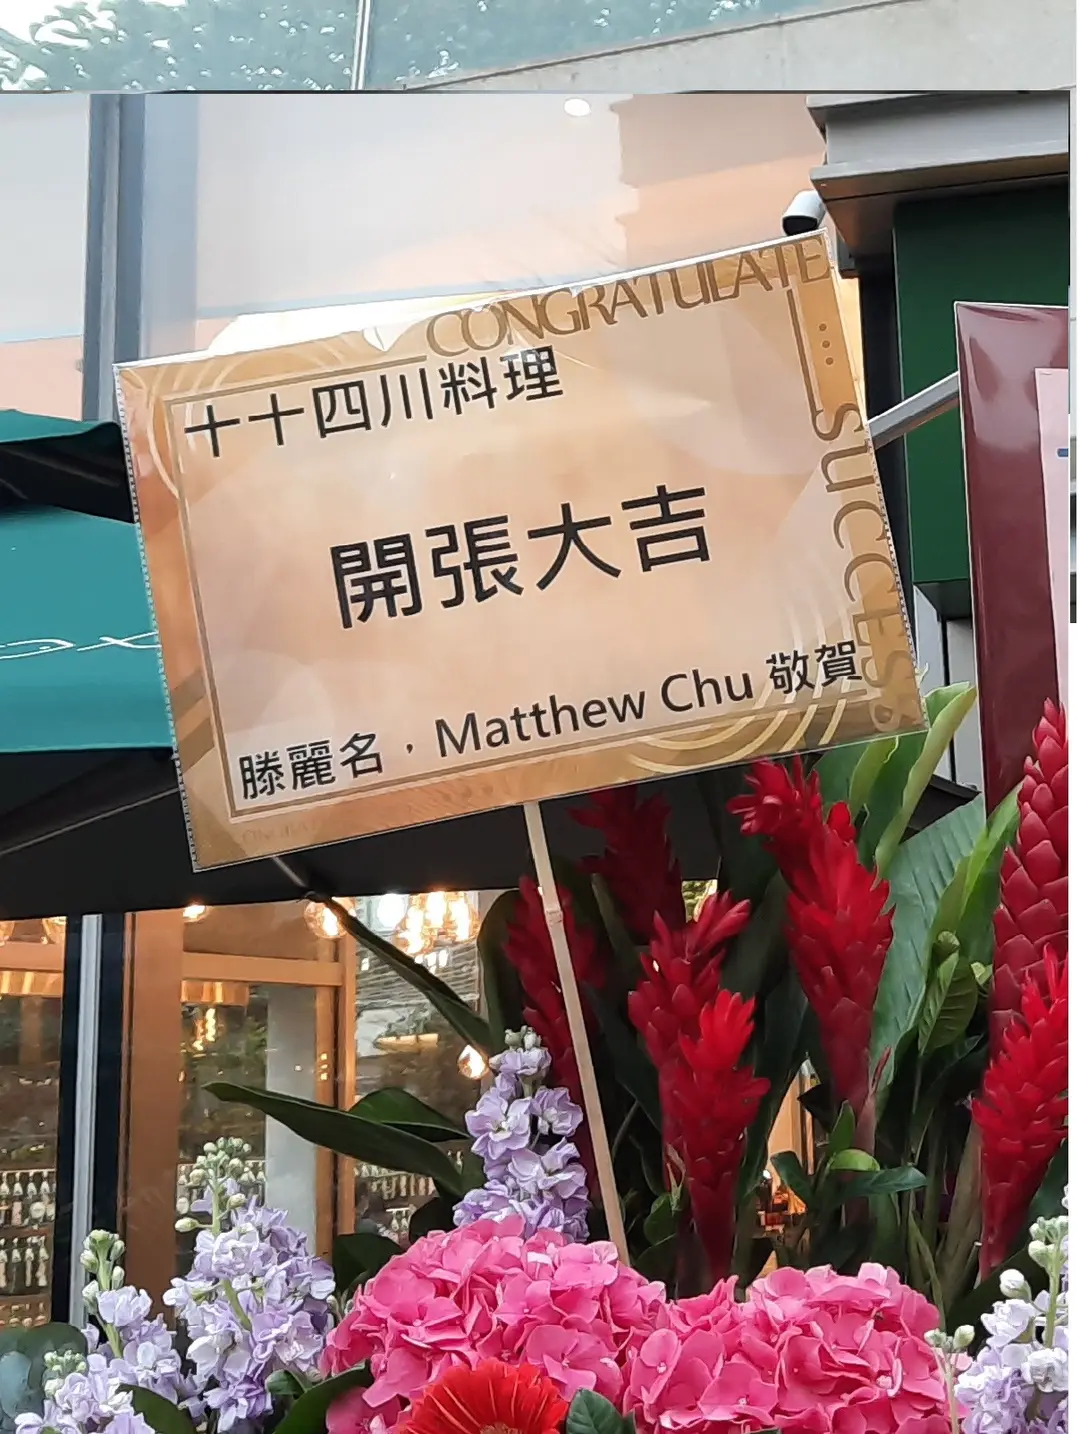 CONGRATULATE
十十四川料理
SUCCESS
開張大吉
滕麗名，Matthew Chu 敬賀